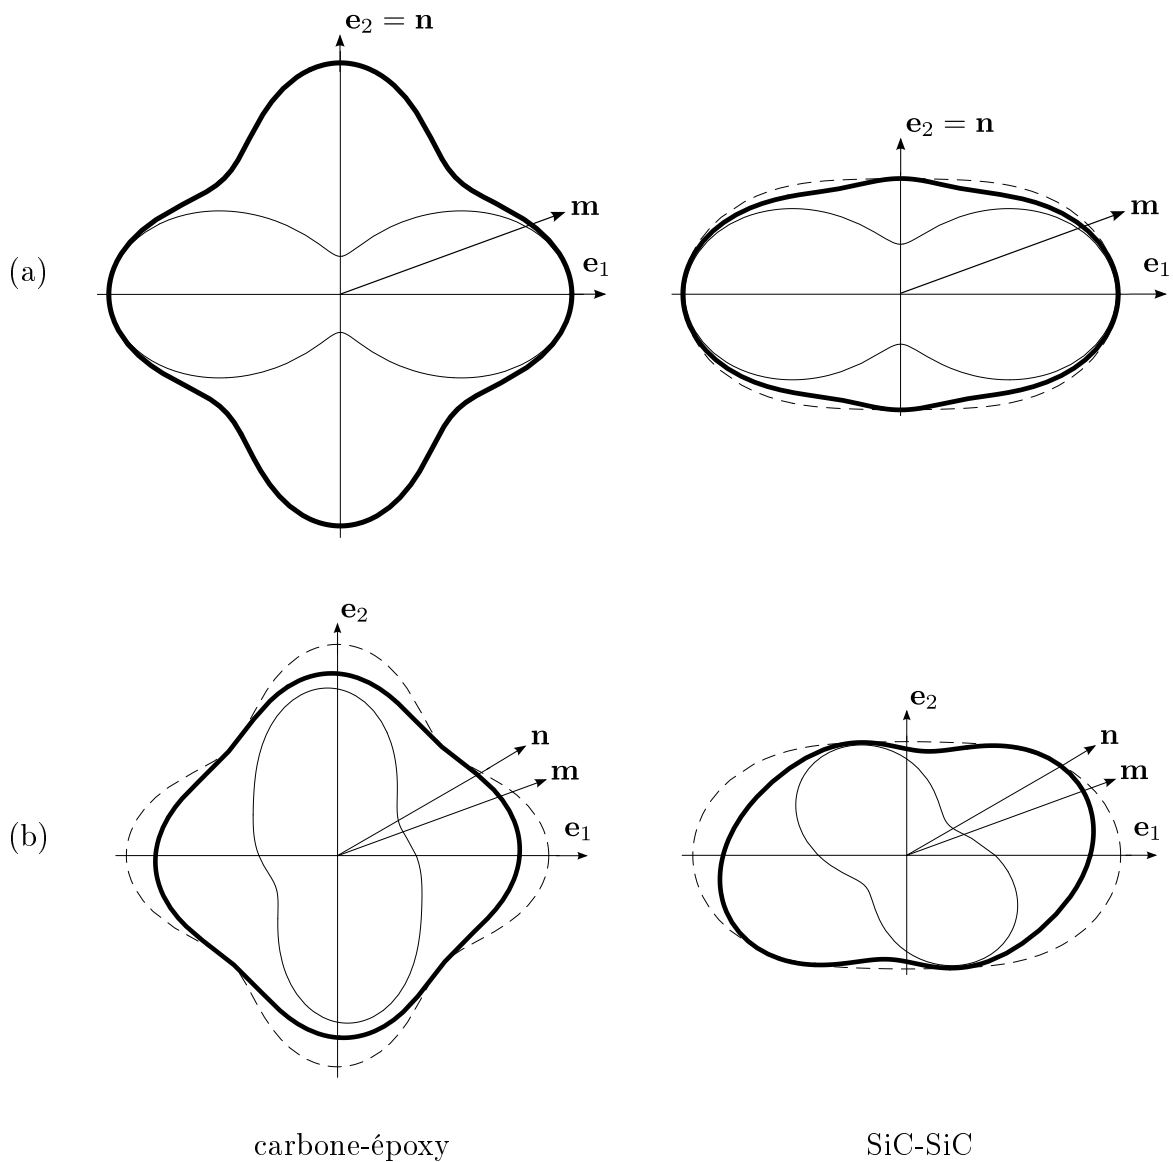 e₂ = n
m
e₁
e₂ = n
m
e₁
(a)
e₂
n
m
e₁
e₂
n
m
e₁
(b)
carbone-époxy
SiC-SiC